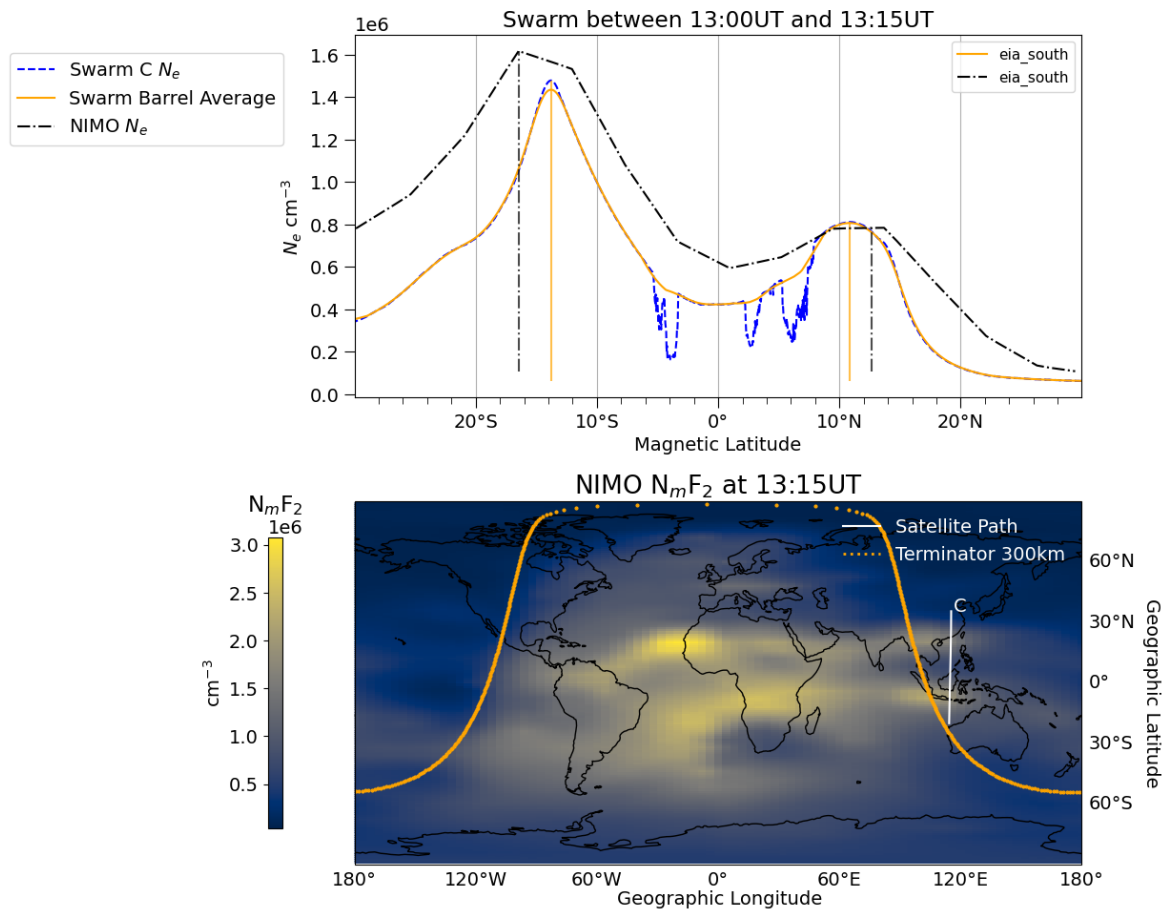 Swarm between 13:00UT and 13:15UT
1e6
Swarm C Nₑ
Swarm Barrel Average
NIMO Nₑ
eia_south
eia_south
1.6
1.4
1.2
1.0
0.8
0.6
0.4
0.2
0.0
Nₑ cm⁻³
20°S 10°S 0° 10°N 20°N
Magnetic Latitude
NIMO NₘF₂ at 13:15UT
NₘF₂
1e6
3.0
2.5
2.0
1.5
1.0
0.5
cm⁻³
Satellite Path
Terminator 300km
C
60°N
30°N
0°
30°S
60°S
Geographic Latitude
180° 120°W 60°W 0° 60°E 120°E 180°
Geographic Longitude